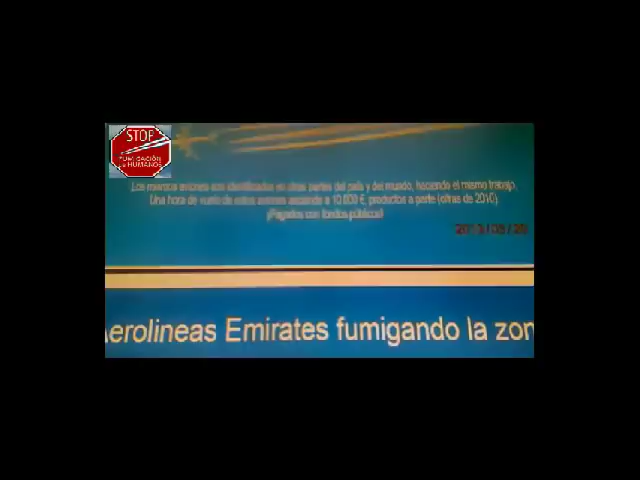 STOP
FUMIGACIÓN
de HUMANOS
Los mismos aviones son identificados en otras partes del país y del mundo, haciendo el mismo trabajo.
Una hora de vuelo de estos aviones asciende a 10.000 €, productos a parte (cifras de 2010)
¡Pagados con fondos públicos!
Aerolineas Emirates fumigando la zon